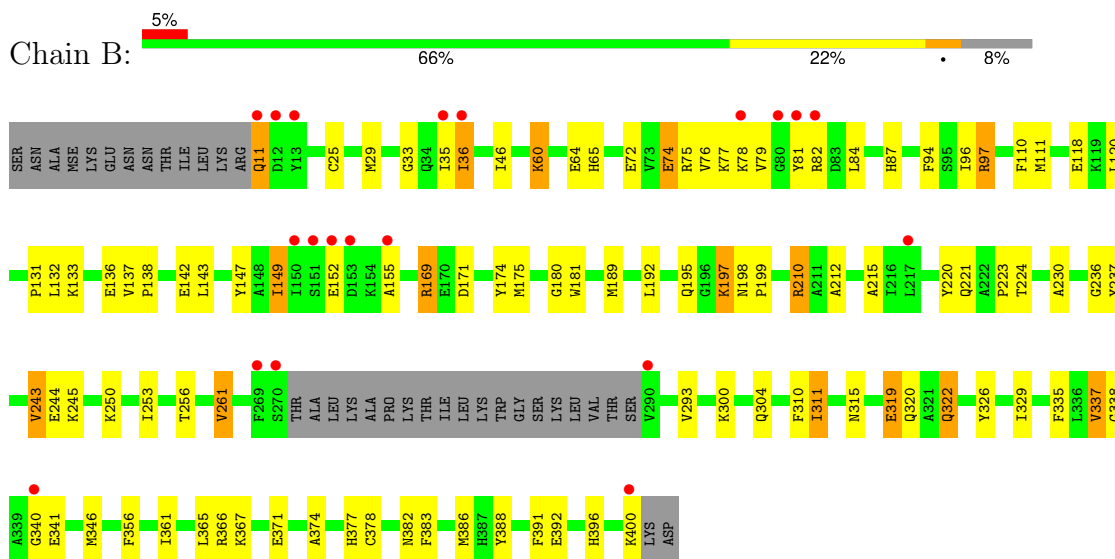 5%
Chain B:
66% 22% • 8%
SER ASN ALA MSE LYS GLU ASN ASN THR ILE LEU LYS ARG Q11 D12 Y13 C25 M29 G33 Q34 I35 I36 I46 K60 E64 H65 E72 V73 E74 R75 V76 K77 K78 V79 G80 Y81 R82 D83 L84 H87 F94 S95 I96 R97 F110 M111 E118 K119 L120
P131 L132 K133 E136 V137 P138 E142 L143 Y147 A148 I149 I150 S151 E152 D153 K154 A155 R169 E170 D171 Y174 M175 G180 W181 M189 L192 Q195 G196 K197 N198 P199 R210 A211 A212 A215 I216 L217 Y220 Q221 A222 P223 T224 A230 G236 Y237
V243 E244 K245 K250 I253 T256 V261 F269 S270 THR ALA LEU LYS ALA PRO LYS THR ILE LEU LYS TRP GLY SER LYS LEU VAL THR SER V290 V293 K300 Q304 F310 I311 N315 E319 Q320 A321 Q322 Y326 I329 F335 L336 V337 G338
A339 G340 E341 M346 F356 I361 L365 R366 K367 E371 A374 H377 C378 N382 F383 M386 H387 Y388 F391 E392 H396 K400 LYS ASP